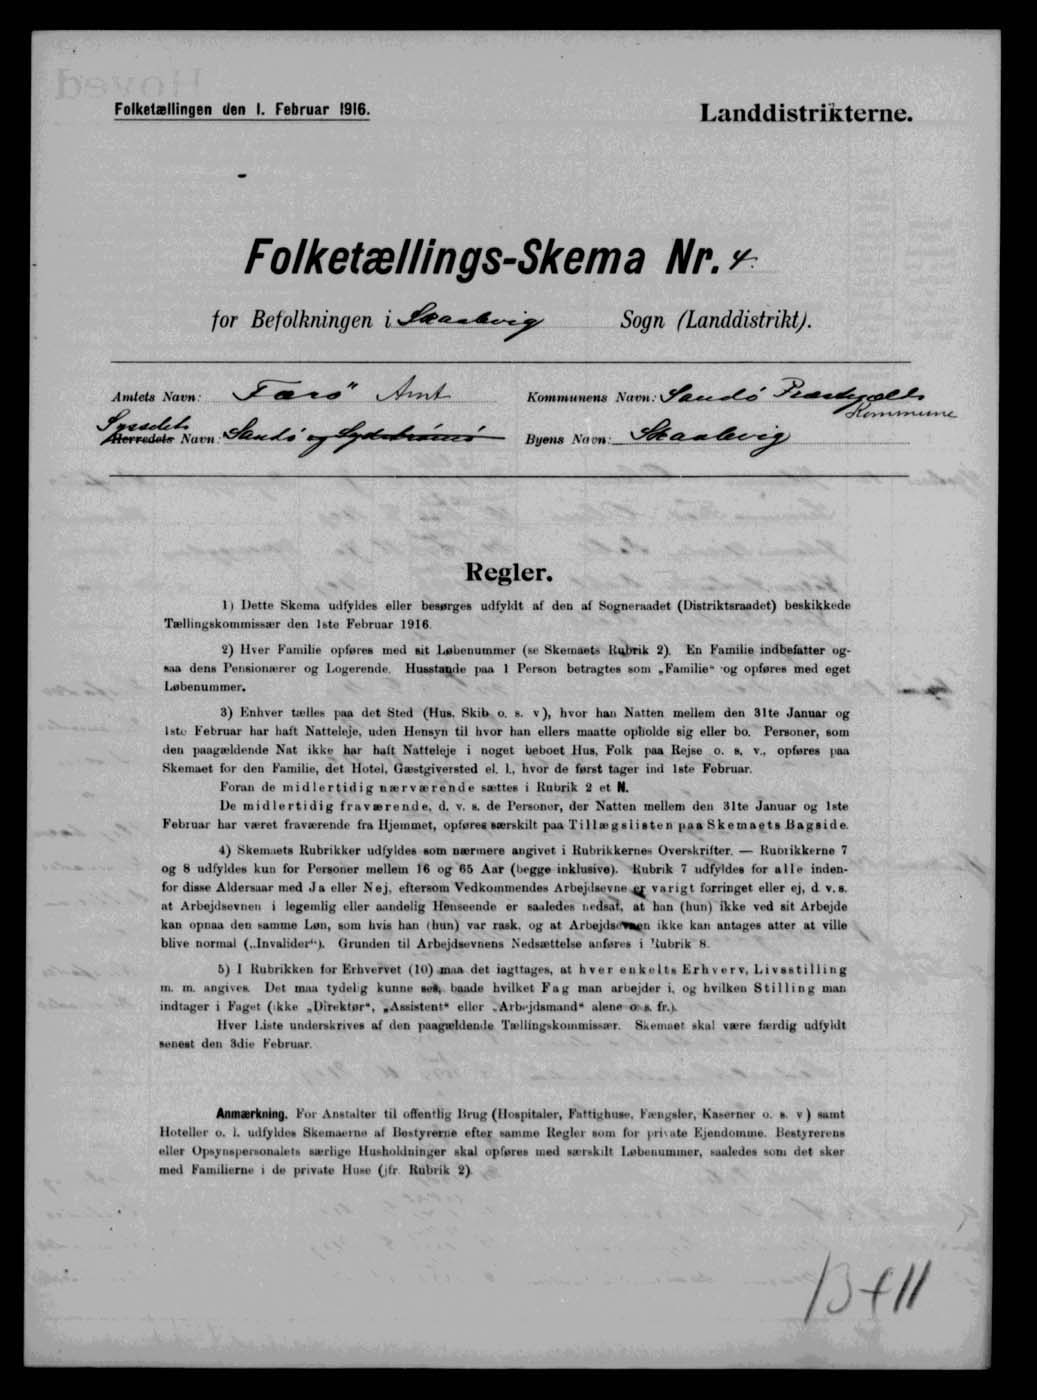 Folketællingen den 1. Februar 1916.
Landdistrikterne.
Folketællings-Skema Nr. 4.
for Befolkningen i Skaalevig Sogn (Landdistrikt).
Amtets Navn: Færö Amt
Kommunens Navn: Sandö Præstegælds
Kommune
Sysselets
Herredets Navn: Sandö og Syderstrømø
Byens Navn: Skaalevig
Regler.
1) Dette Skema udfyldes eller besørges udfyldt af den af Sogneraadet (Distriktsraadet) beskikkede
Tællingskommissær den 1ste Februar 1916.
2) Hver Familie opføres med sit Løbenummer (se Skemaets Rubrik 2). En Familie indbefatter og-
saa dens Pensionærer og Logerende. Husstande paa 1 Person betragtes som „Familie“ og opføres med eget
Løbenummer.
3) Enhver tælles paa det Sted (Hus, Skib o. s. v), hvor han Natten mellem den 31te Januar og
1ste Februar har haft Natteleje, uden Hensyn til hvor han ellers maatte opholde sig eller bo. Personer, som
den paagældende Nat ikke har haft Natteleje i noget beboet Hus, Folk paa Rejse o. s. v., opføres paa
Skemaet for den Familie, det Hotel, Gæstgiversted el. l., hvor de først tager ind 1ste Februar.
Foran de midlertidig nærværende sættes i Rubrik 2 et N.
De midlertidig fraværende, d. v. s. de Personer, der Natten mellem den 31te Januar og 1ste
Februar har været fraværende fra Hjemmet, opføres særskilt paa Tillægslisten paa Skemaets Bagside.
4) Skemaets Rubrikker udfyldes som nærmere angivet i Rubrikkernes Overskrifter. — Rubrikkerne 7
og 8 udfyldes kun for Personer mellem 16 og 65 Aar (begge inklusive). Rubrik 7 udfyldes for alle inden-
for disse Aldersaar med Ja eller Nej, eftersom Vedkommendes Arbejdsevne er varigt forringet eller ej, d. v. s.
at Arbejdsevnen i legemlig eller aandelig Henseende er saaledes nedsat, at han (hun) ikke ved sit Arbejde
kan opnaa den samme Løn, som hvis han (hun) var rask, og at Arbejdsevnen ikke kan antages atter at ville
blive normal („Invalider“). Grunden til Arbejdsevnens Nedsættelse anføres i Rubrik 8.
5) I Rubrikken for Erhvervet (10) maa det iagttages, at hver enkelts Erhverv, Livsstilling
m. m. angives. Det maa tydelig kunne ses, baade hvilket Fag man arbejder i, og hvilken Stilling man
indtager i Faget (ikke „Direktør“, „Assistent“ eller „Arbejdsmand“ alene o. s. fr.).
Hver Liste underskrives af den paagældende Tællingskommissær. Skemaet skal være færdig udfyldt
senest den 3die Februar.
Anmærkning. For Anstalter til offentlig Brug (Hospitaler, Fattighuse, Fængsler, Kaserner o. s. v) samt
Hoteller o. l. udfyldes Skemaerne af Bestyrerne efter samme Regler som for private Ejendomme. Bestyrerens
eller Opsynspersonalets særlige Husholdninger skal opføres med særskilt Løbenummer, saaledes som det sker
med Familierne i de private Huse (jfr. Rubrik 2).
13+11